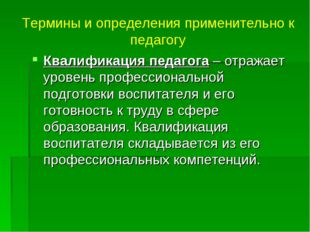 Термины и определения применительно к
педагогу
Квалификация педагога – отражает
уровень профессиональной
подготовки воспитателя и его
готовность к труду в сфере
образования. Квалификация
воспитателя складывается из его
профессиональных компетенций.